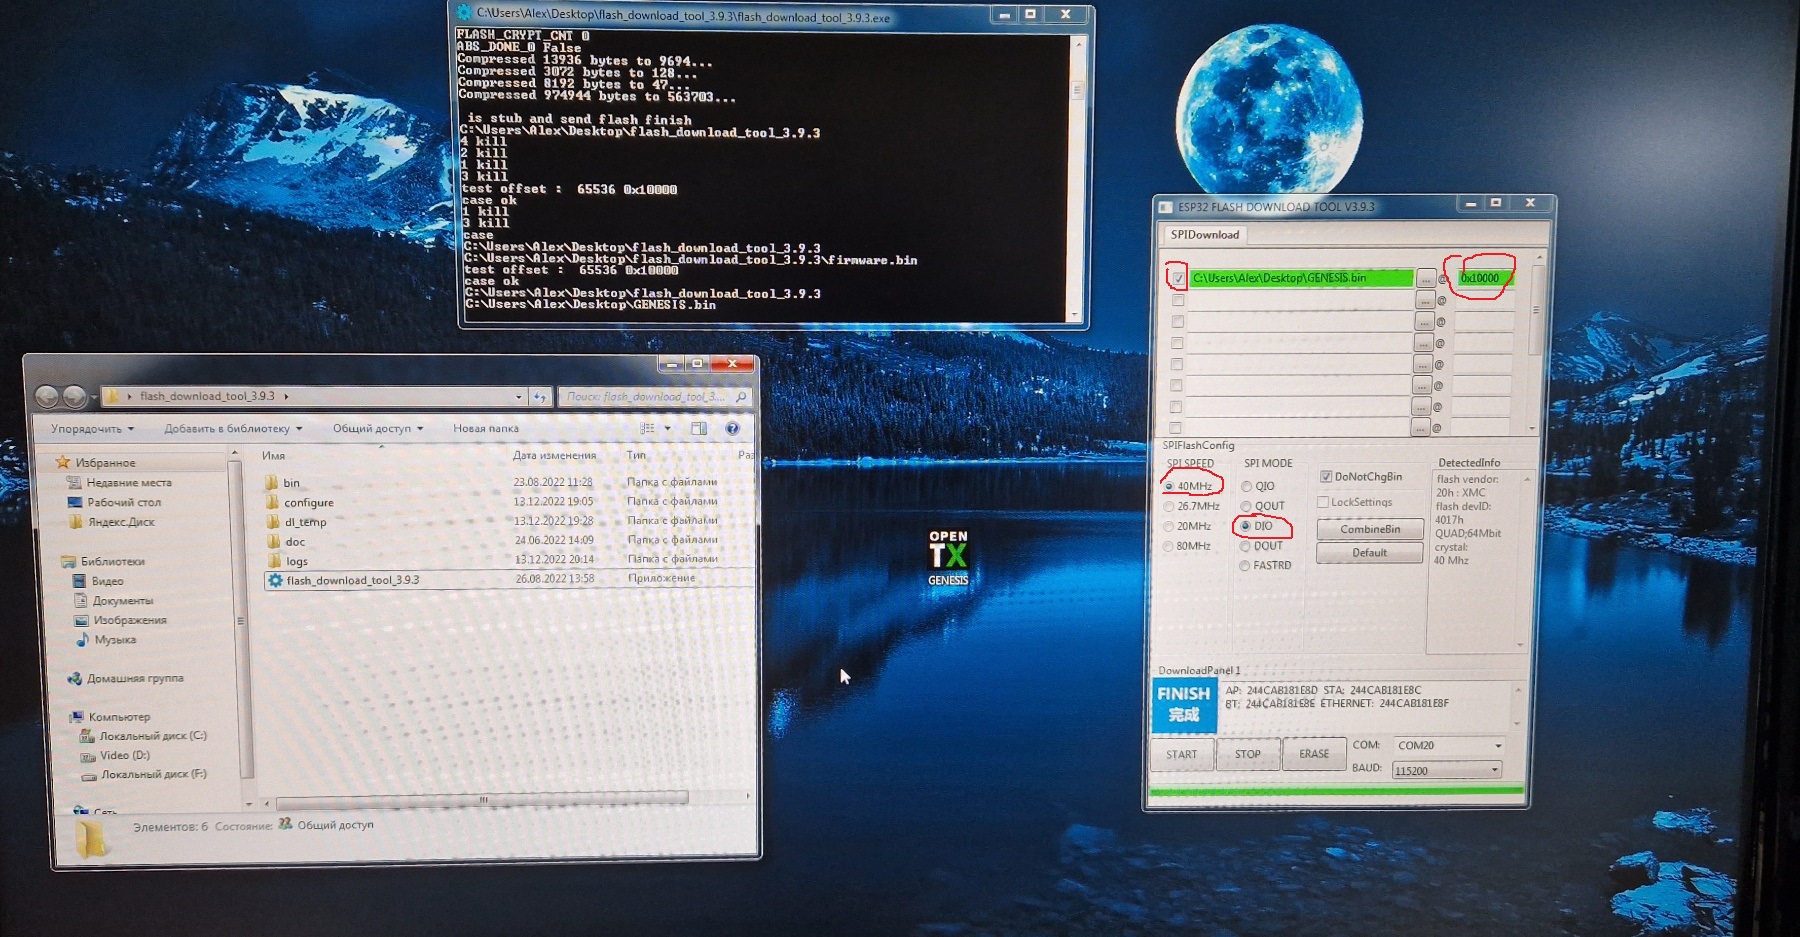 C:\Users\Alex\Desktop\flash_download_tool_3.9.3\flash_download_tool_3.9.3.exe
FLASH_CRYPT_CNT 0
ABS_DONE_0 False
Compressed 13936 bytes to 9694...
Compressed 3072 bytes to 128...
Compressed 8192 bytes to 47...
Compressed 974944 bytes to 563703...
is stub and send flash finish
C:\Users\Alex\Desktop\flash_download_tool_3.9.3
4 kill
2 kill
1 kill
3 kill
test offset :  65536 0x10000
case ok
1 kill
3 kill
case
C:\Users\Alex\Desktop\flash_download_tool_3.9.3
C:\Users\Alex\Desktop\flash_download_tool_3.9.3\firmware.bin
test offset :  65536 0x10000
case ok
C:\Users\Alex\Desktop\flash_download_tool_3.9.3
C:\Users\Alex\Desktop\GENESIS.bin
flash_download_tool_3.9.3
Поиск: flash_download_tool_3....
Упорядочить Добавить в библиотеку Общий доступ Новая папка
Имя Дата изменения Тип Раз
Избранное
Недавние места
Рабочий стол
Яндекс.Диск
Библиотеки
Видео
Документы
Изображения
Музыка
Домашняя группа
Компьютер
Локальный диск (C:)
Video (D:)
Локальный диск (F:)
Сеть
bin 23.08.2022 11:28 Папка с файлами
configure 13.12.2022 19:05 Папка с файлами
dl_temp 13.12.2022 19:28 Папка с файлами
doc 24.06.2022 14:09 Папка с файлами
logs 13.12.2022 20:14 Папка с файлами
flash_download_tool_3.9.3 26.08.2022 13:58 Приложение
Элементов: 6 Состояние: Общий доступ
OPEN
TX
GENESIS
ESP32 FLASH DOWNLOAD TOOL V3.9.3
SPIDownload
C:\Users\Alex\Desktop\GENESIS.bin ... @ 0x10000
... @
... @
... @
... @
... @
... @
... @
SPIFlashConfig
SPI SPEED
40MHz
26.7MHz
20MHz
80MHz
SPI MODE
QIO
QOUT
DIO
DOUT
FASTRD
DoNotChgBin
LockSettings
CombineBin
Default
DetectedInfo
flash vendor:
20h : XMC
flash devID:
4017h
QUAD;64Mbit
crystal:
40 Mhz
DownloadPanel 1
FINISH
完成
AP: 244CAB181E8D STA: 244CAB181E8C
BT: 244CAB181E8E ETHERNET: 244CAB181E8F
START STOP ERASE
COM: COM20
BAUD: 115200